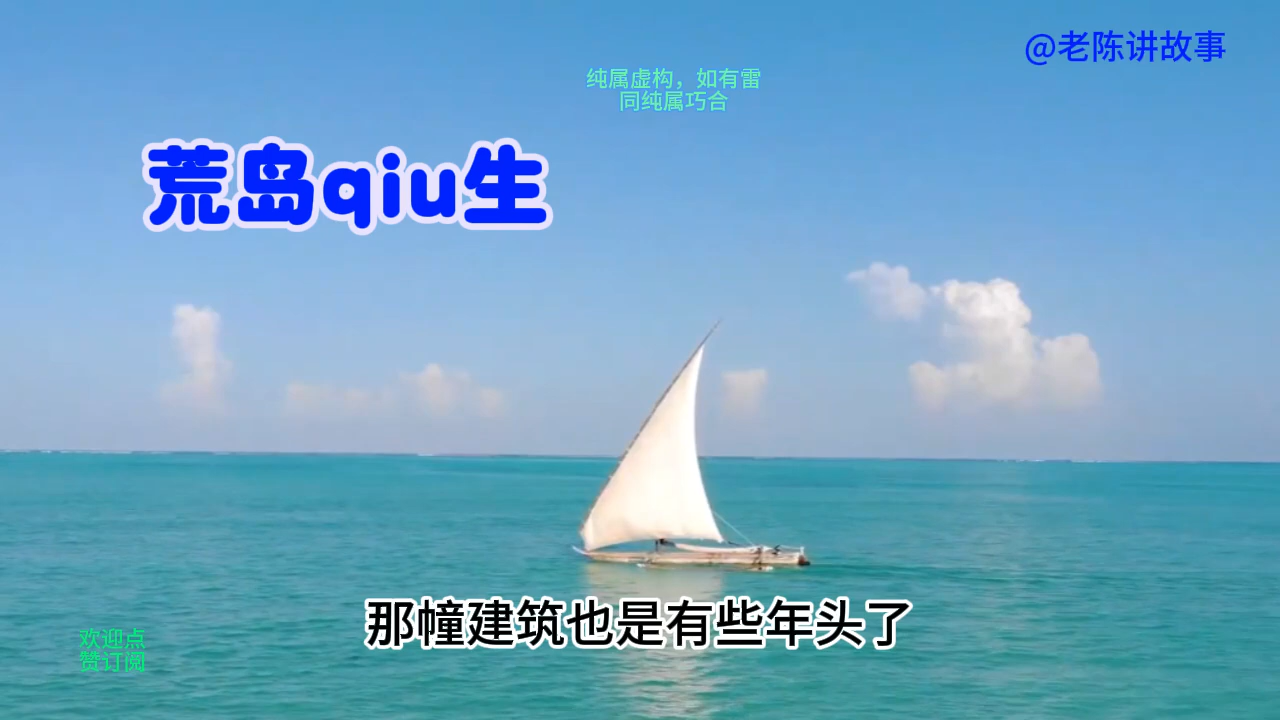 @老陈讲故事
纯属虚构，如有雷
同纯属巧合
荒岛qiu生
那幢建筑也是有些年头了
欢迎点
赞订阅